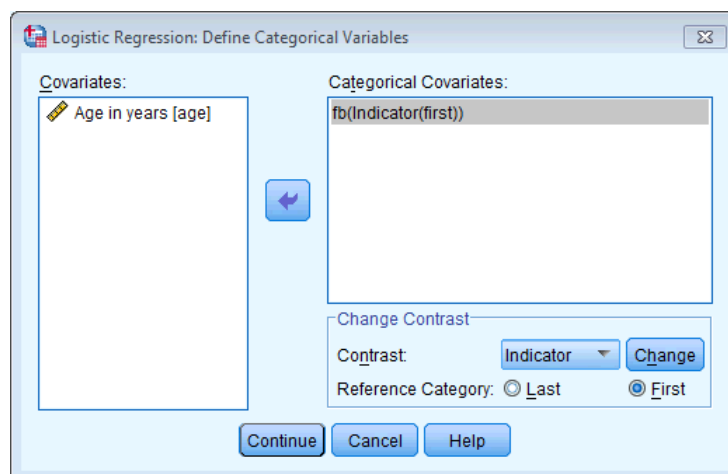 Logistic Regression: Define Categorical Variables
Covariates:
Age in years [age]
Categorical Covariates:
fb(Indicator(first))
Change Contrast
Contrast: Indicator Change
Reference Category: Last First
Continue Cancel Help